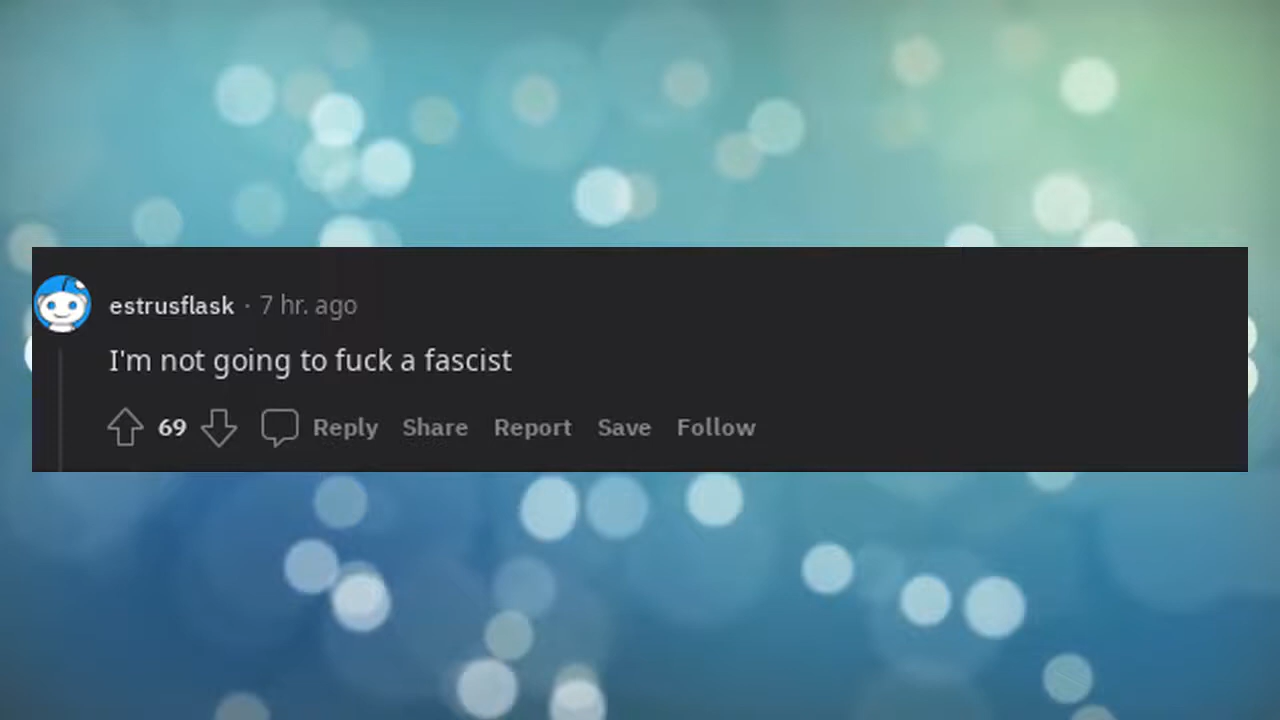 estrusflask · 7 hr. ago
I'm not going to fuck a fascist
69 Reply Share Report Save Follow